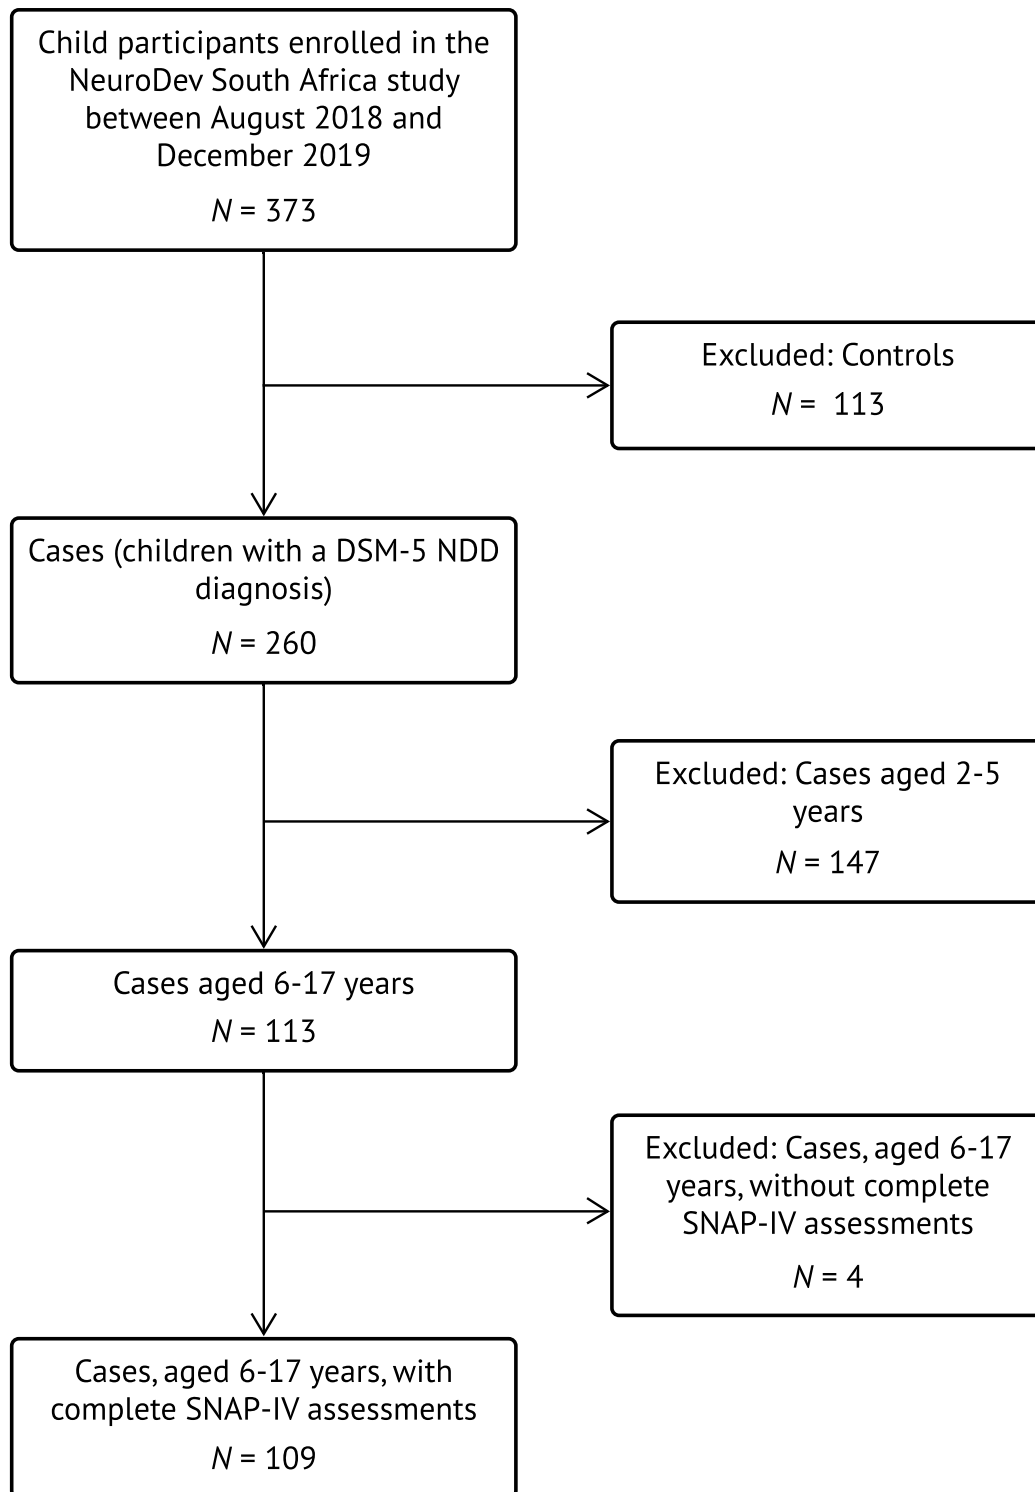 Child participants enrolled in the
NeuroDev South Africa study
between August 2018 and
December 2019
N = 373
Excluded: Controls
N = 113
Cases (children with a DSM-5 NDD
diagnosis)
N = 260
Excluded: Cases aged 2-5
years
N = 147
Cases aged 6-17 years
N = 113
Excluded: Cases, aged 6-17
years, without complete
SNAP-IV assessments
N = 4
Cases, aged 6-17 years, with
complete SNAP-IV assessments
N = 109